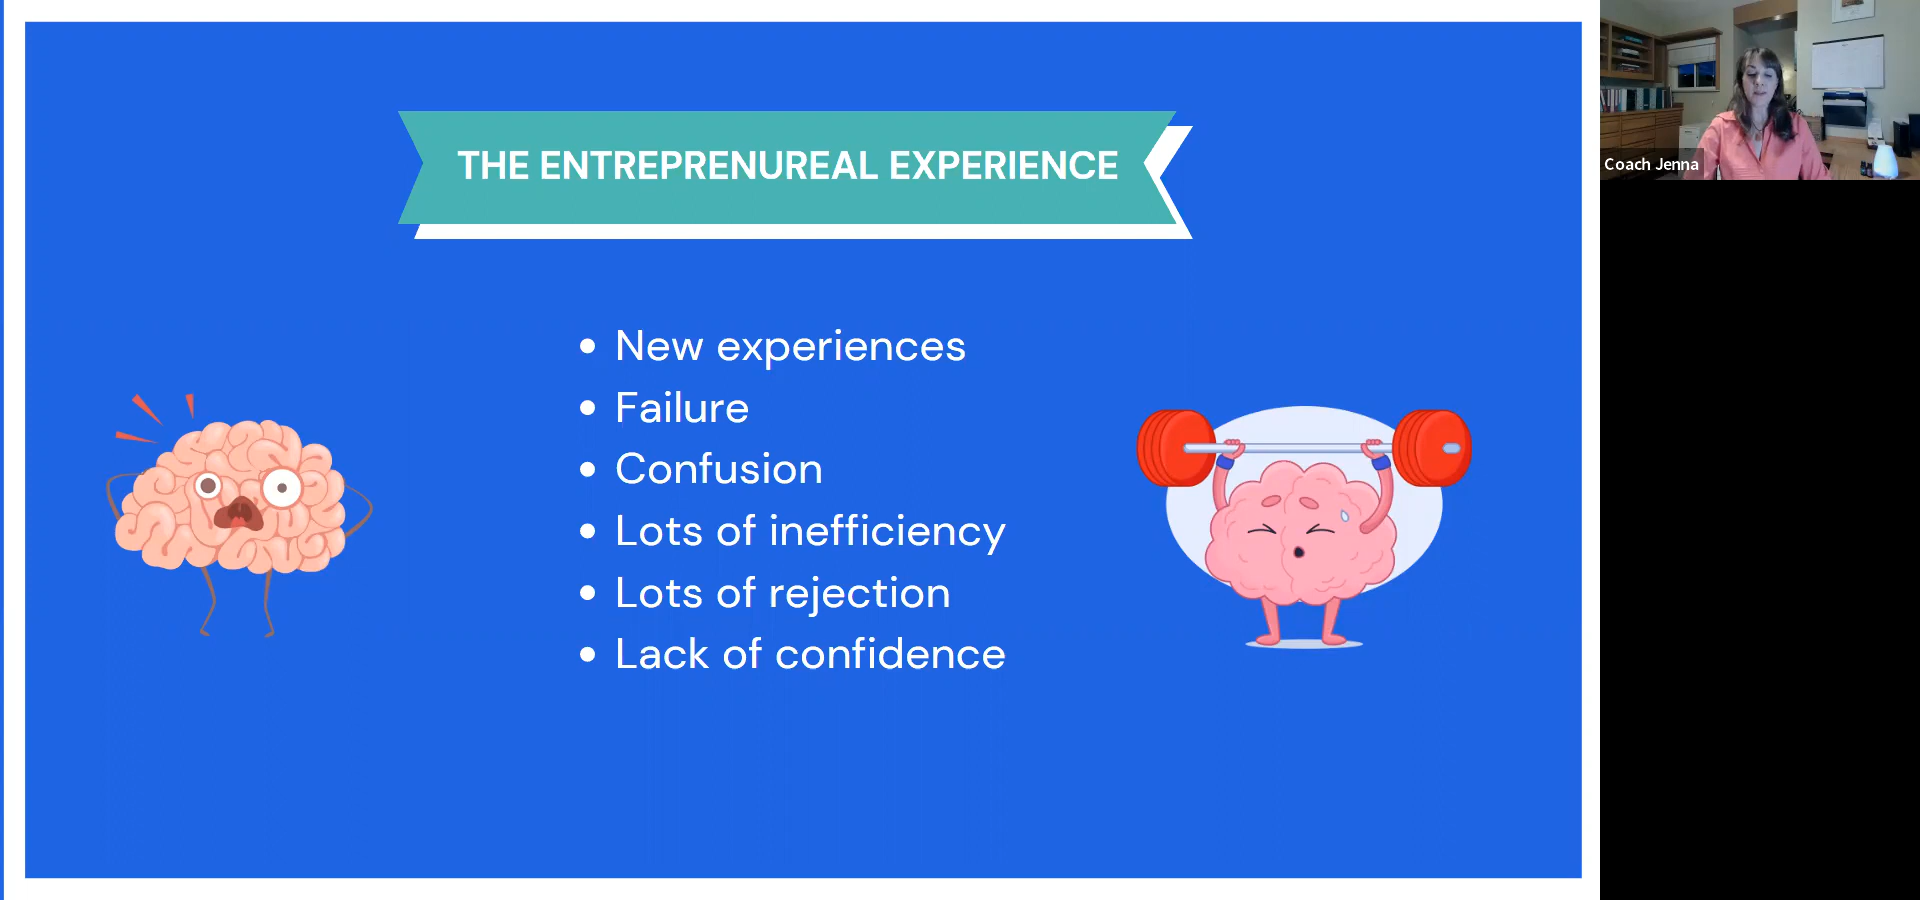 THE ENTREPRENUREAL EXPERIENCE
• New experiences
• Failure
• Confusion
• Lots of inefficiency
• Lots of rejection
• Lack of confidence
Coach Jenna